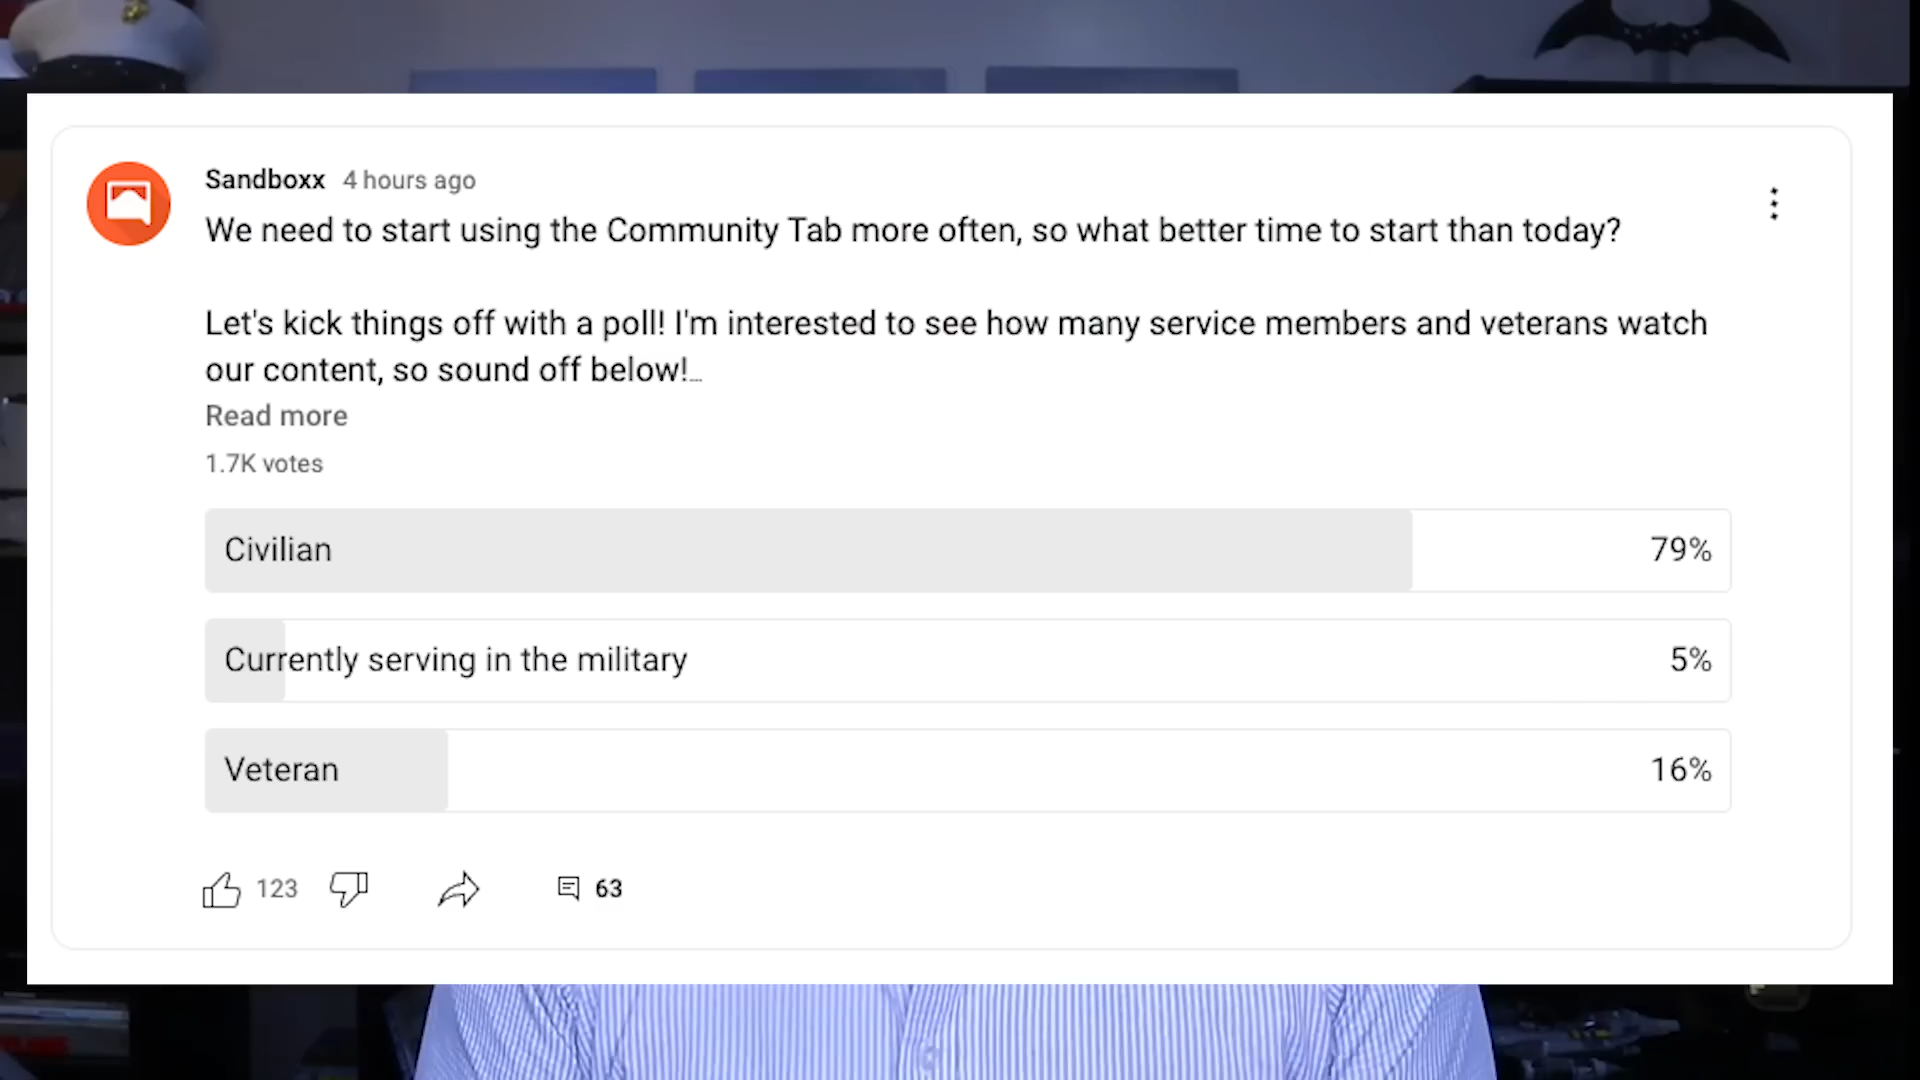 Sandboxx 4 hours ago
We need to start using the Community Tab more often, so what better time to start than today?
Let's kick things off with a poll! I'm interested to see how many service members and veterans watch
our content, so sound off below!...
Read more
1.7K votes
Civilian 79%
Currently serving in the military 5%
Veteran 16%
123 63